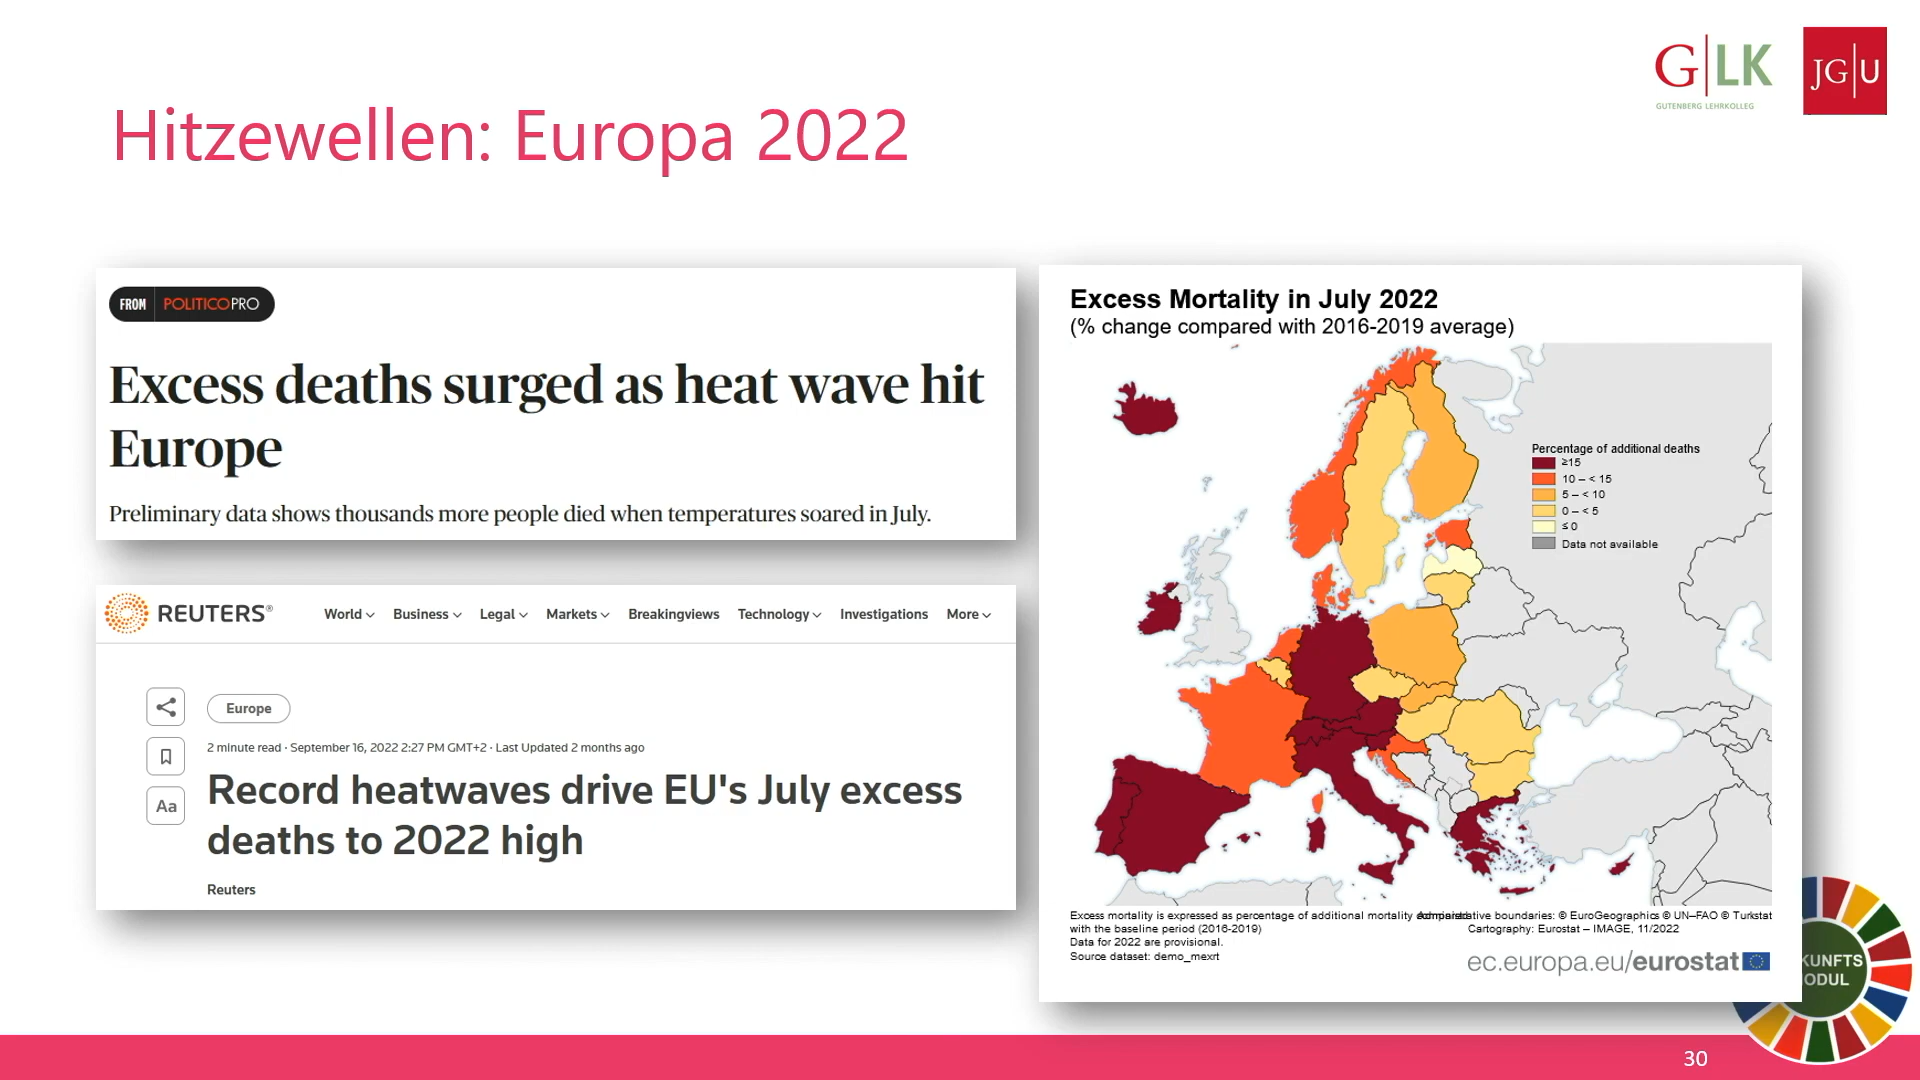 G|LK
GUTENBERG LEHRKOLLEG
JG|U
Hitzewellen: Europa 2022
FROM POLITICOPRO
Excess deaths surged as heat wave hit
Europe
Preliminary data shows thousands more people died when temperatures soared in July.
REUTERS®
World Business Legal Markets Breakingviews Technology Investigations More
Europe
2 minute read · September 16, 2022 2:27 PM GMT+2 · Last Updated 2 months ago
Aa
Record heatwaves drive EU's July excess
deaths to 2022 high
Reuters
Excess Mortality in July 2022
(% change compared with 2016-2019 average)
Percentage of additional deaths
≥15
10 – < 15
5 – < 10
0 – < 5
≤ 0
Data not available
Excess mortality is expressed as percentage of additional mortality compared
with the baseline period (2016-2019)
Data for 2022 are provisional.
Source dataset: demo_mexrt
Administrative boundaries: © EuroGeographics © UN–FAO © Turkstat
Cartography: Eurostat – IMAGE, 11/2022
ec.europa.eu/eurostat
KUNFTS
ODUL
30